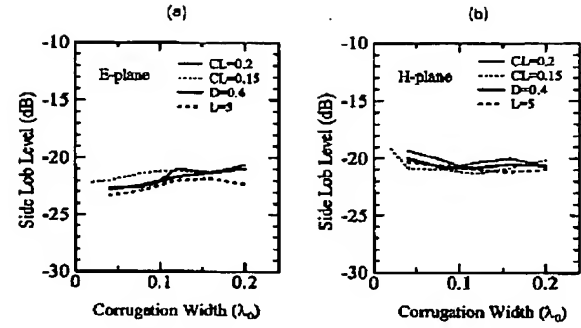 (a)
-10
E-plane
CL=0.2
CL=0.15
D=0.4
L=5
-15
-20
-25
-30
Side Lob Level (dB)
0 0.1 0.2
Corrugation Width (λ₀)
(b)
-10
H-plane
CL=0.2
CL=0.15
D=0.4
L=5
-15
-20
-25
-30
Side Lob Level (dB)
0 0.1 0.2
Corrugation Width (λ₀)